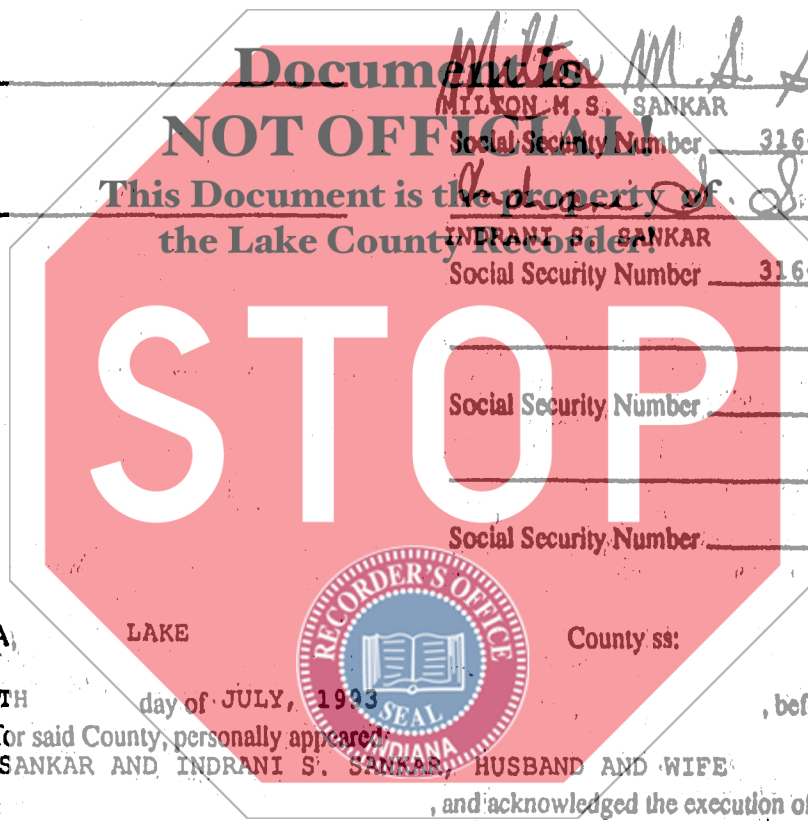 Document is
NOT OFFICIAL!
This Document is the property of
the Lake County Recorder!
STOP
Milton M. S. S
MILTON M.S. SANKAR
Social Security Number 316
S. S
INDRANI S. SANKAR
Social Security Number 316
Social Security Number
Social Security Number
RECORDER'S OFFICE
SEAL
INDIANA
A, LAKE County ss:
TH day of JULY, 1993 , bef
for said County, personally appeared
SANKAR AND INDRANI S. SANKAR, HUSBAND AND WIFE
, and acknowledged the execution of